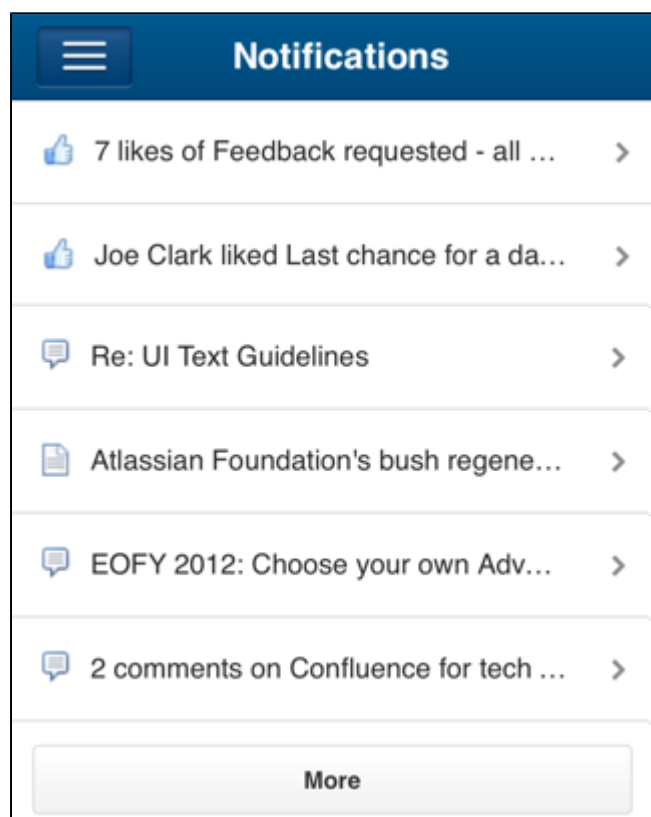 Notifications
7 likes of Feedback requested - all …
Joe Clark liked Last chance for a da…
Re: UI Text Guidelines
Atlassian Foundation's bush regene…
EOFY 2012: Choose your own Adv…
2 comments on Confluence for tech …
More